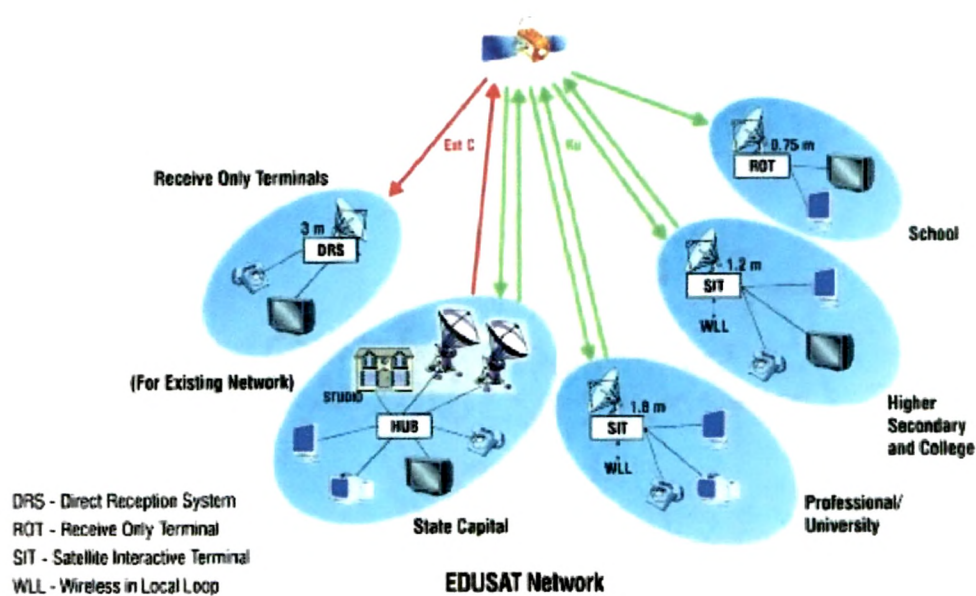 Ext C
Ku
0.75 m
ROT
School
Receive Only Terminals
3 m
DRS
(For Existing Network)
1.2 m
SIT
WLL
Higher
Secondary
and College
STUDIO
HUB
State Capital
1.8 m
SIT
WLL
Professional/
University
DRS - Direct Reception System
ROT - Receive Only Terminal
SIT - Satellite Interactive Terminal
WLL - Wireless in Local Loop
EDUSAT Network